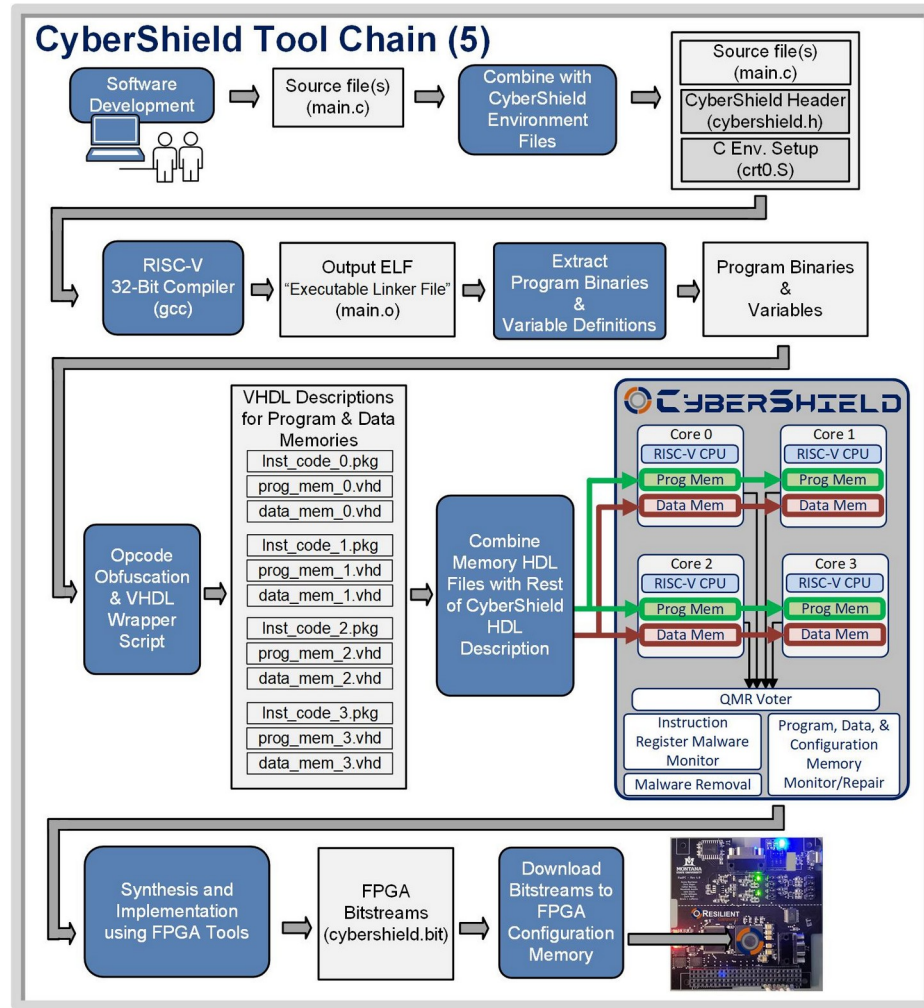 CyberShield Tool Chain (5)
Software
Development
Source file(s)
(main.c)
Combine with
CyberShield
Environment
Files
Source file(s)
(main.c)
CyberShield Header
(cybershield.h)
C Env. Setup
(crt0.S)
RISC-V
32-Bit Compiler
(gcc)
Output ELF
“Executable Linker File”
(main.o)
Extract
Program Binaries
&
Variable Definitions
Program Binaries
&
Variables
Opcode
Obfuscation
& VHDL
Wrapper
Script
VHDL Descriptions
for Program & Data
Memories
Inst_code_0.pkg
prog_mem_0.vhd
data_mem_0.vhd
Inst_code_1.pkg
prog_mem_1.vhd
data_mem_1.vhd
Inst_code_2.pkg
prog_mem_2.vhd
data_mem_2.vhd
Inst_code_3.pkg
prog_mem_3.vhd
data_mem_3.vhd
Combine
Memory HDL
Files with Rest
of CyberShield
HDL
Description
CYBERSHIELD
Core 0
RISC-V CPU
Prog Mem
Data Mem
Core 1
RISC-V CPU
Prog Mem
Data Mem
Core 2
RISC-V CPU
Prog Mem
Data Mem
Core 3
RISC-V CPU
Prog Mem
Data Mem
QMR Voter
Instruction
Register Malware
Monitor
Malware Removal
Program, Data, &
Configuration
Memory
Monitor/Repair
Synthesis and
Implementation
using FPGA Tools
FPGA
Bitstreams
(cybershield.bit)
Download
Bitstreams to
FPGA
Configuration
Memory
MONTANA
RESILIENT